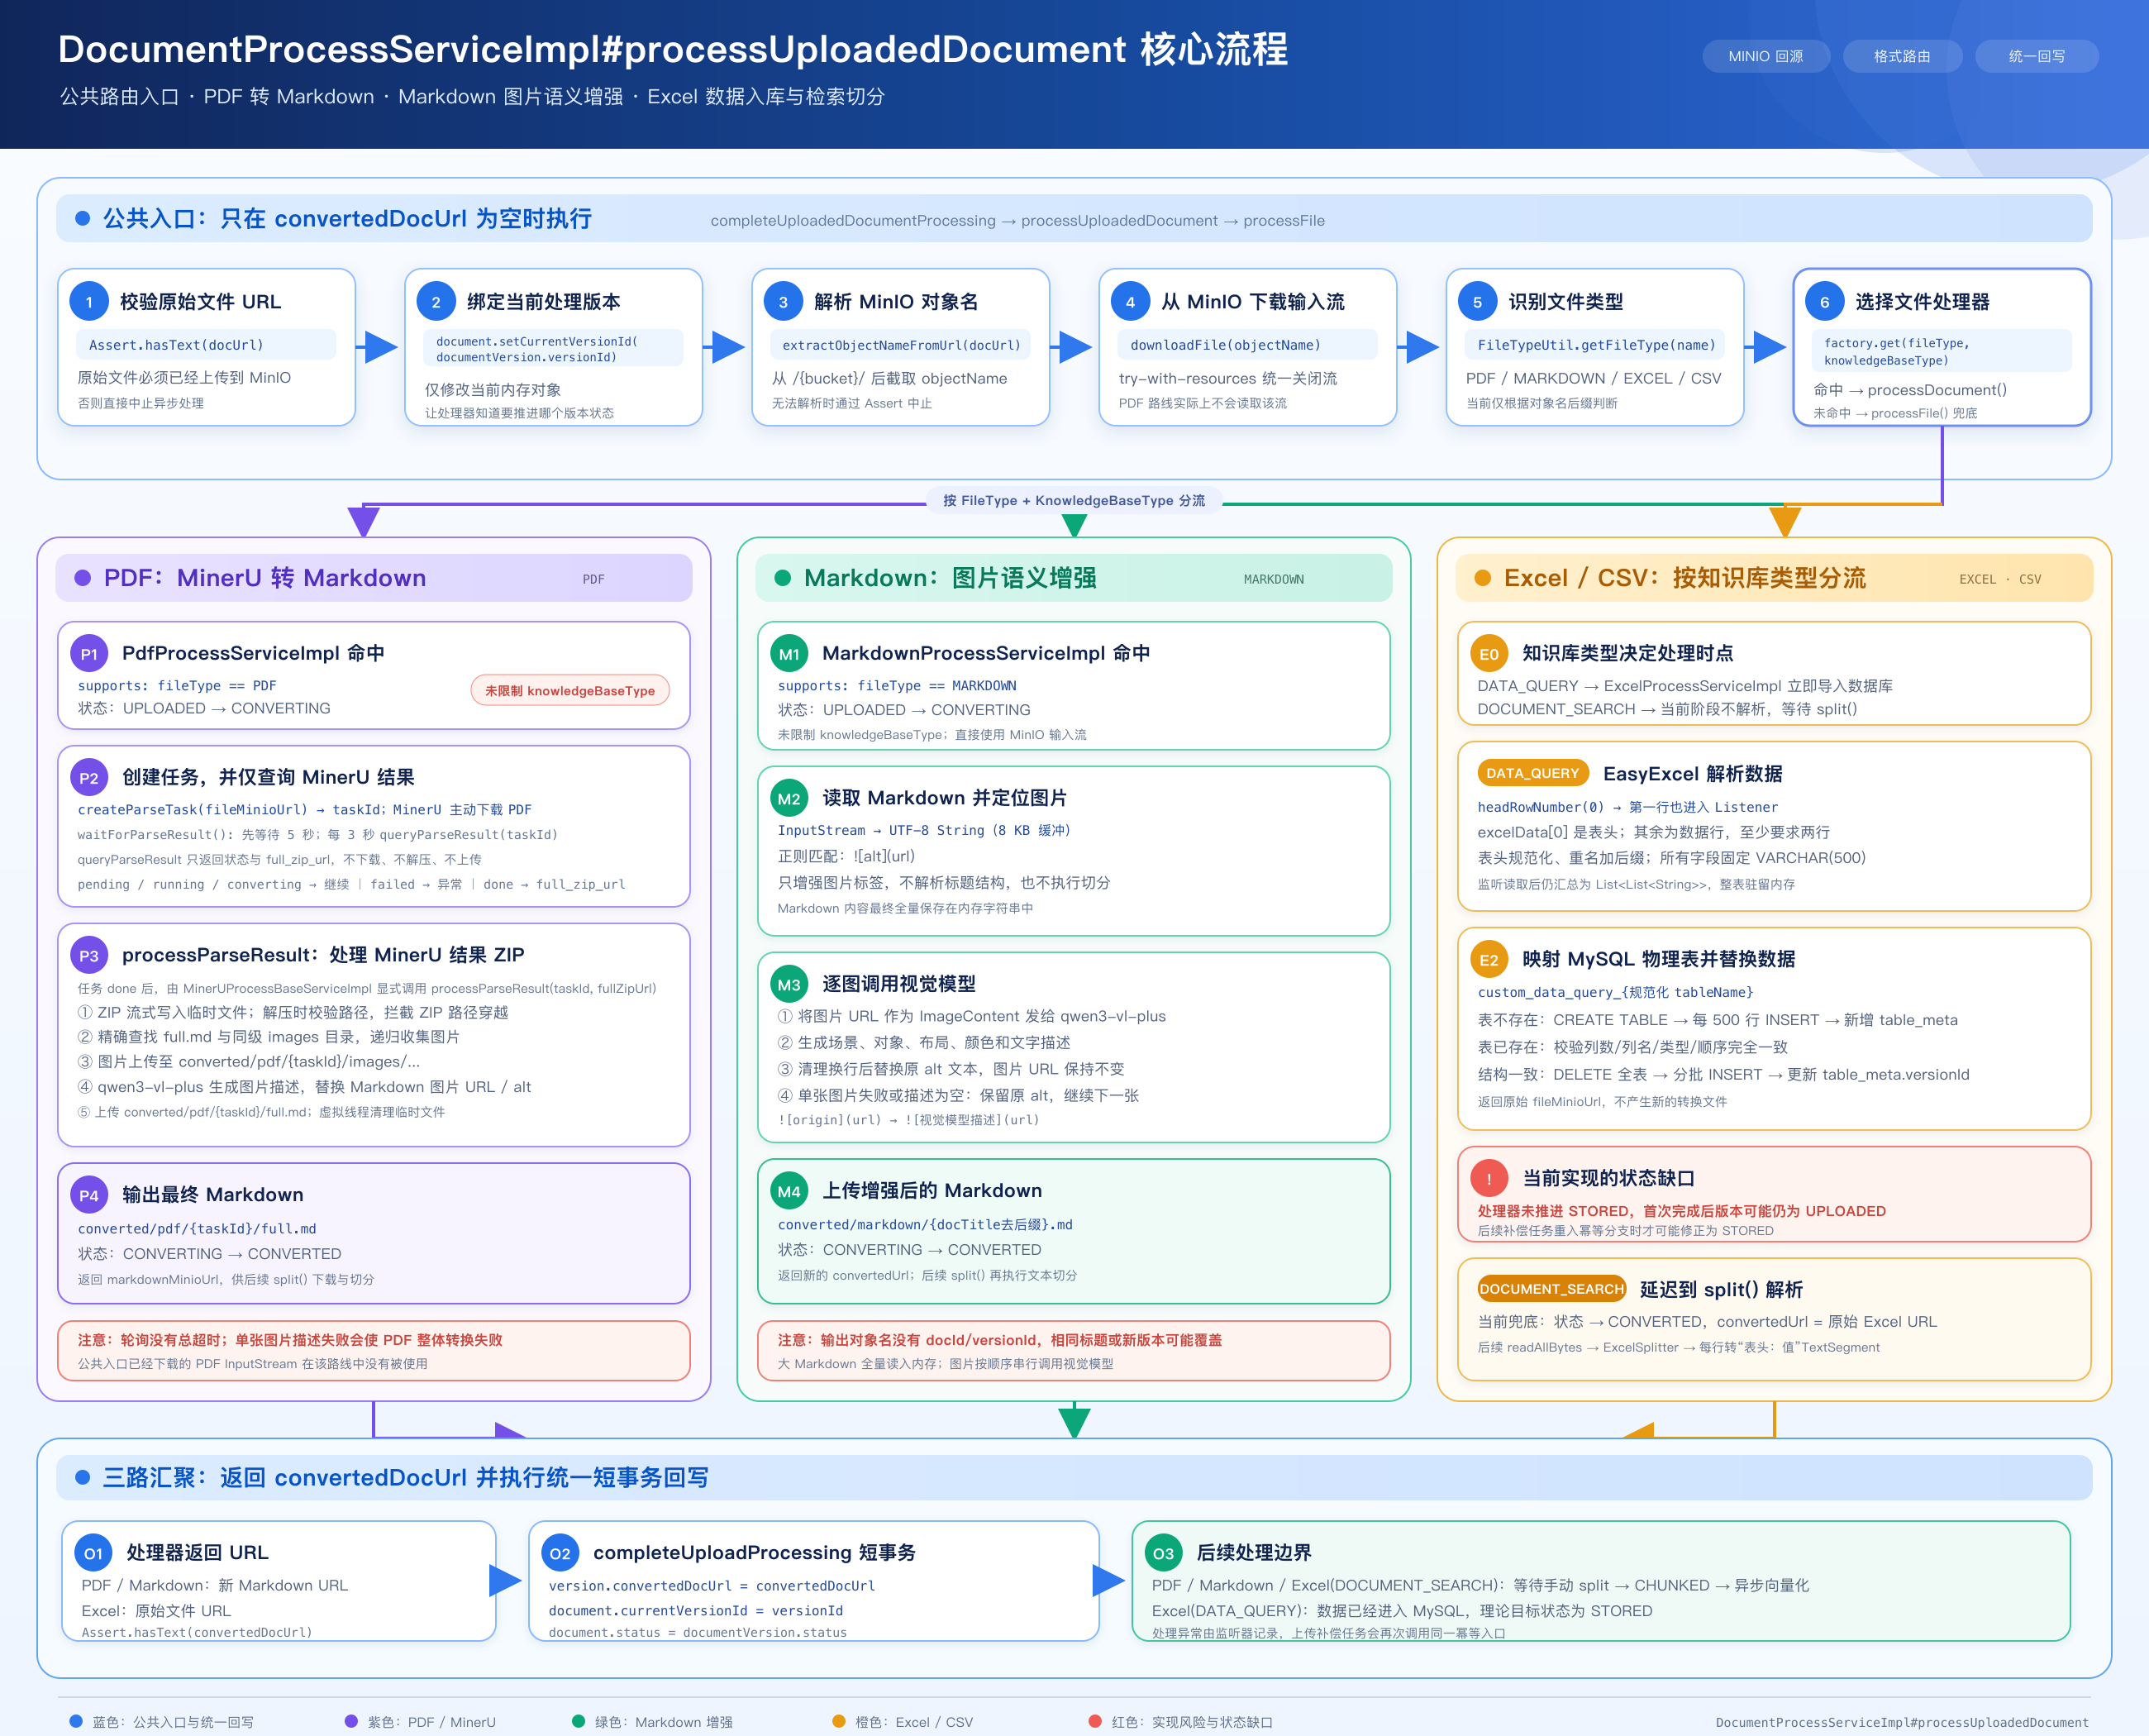 DocumentProcessServiceImpl#processUploadedDocument 核心流程
公共路由入口 · PDF 转 Markdown · Markdown 图片语义增强 · Excel 数据入库与检索切分
MINIO 回源
格式路由
统一回写
公共入口：只在 convertedDocUrl 为空时执行
completeUploadedDocumentProcessing → processUploadedDocument → processFile
1 校验原始文件 URL
Assert.hasText(docUrl)
原始文件必须已经上传到 MinIO
否则直接中止异步处理
2 绑定当前处理版本
document.setCurrentVersionId(
documentVersion.versionId)
仅修改当前内存对象
让处理器知道要推进哪个版本状态
3 解析 MinIO 对象名
extractObjectNameFromUrl(docUrl)
从 /{bucket}/ 后截取 objectName
无法解析时通过 Assert 中止
4 从 MinIO 下载输入流
downloadFile(objectName)
try-with-resources 统一关闭流
PDF 路线实际上不会读取该流
5 识别文件类型
FileTypeUtil.getFileType(name)
PDF / MARKDOWN / EXCEL / CSV
当前仅根据对象名后缀判断
6 选择文件处理器
factory.get(fileType,
knowledgeBaseType)
命中 → processDocument()
未命中 → processFile() 兜底
按 FileType + KnowledgeBaseType 分流
PDF：MinerU 转 Markdown
PDF
P1 PdfProcessServiceImpl 命中
supports: fileType == PDF
状态：UPLOADED → CONVERTING
未限制 knowledgeBaseType
P2 创建任务，并仅查询 MinerU 结果
createParseTask(fileMinioUrl) → taskId；MinerU 主动下载 PDF
waitForParseResult(): 先等待 5 秒；每 3 秒 queryParseResult(taskId)
queryParseResult 只返回状态与 full_zip_url，不下载、不解压、不上传
pending / running / converting → 继续 | failed → 异常 | done → full_zip_url
P3 processParseResult：处理 MinerU 结果 ZIP
任务 done 后，由 MinerUProcessBaseServiceImpl 显式调用 processParseResult(taskId, fullZipUrl)
① ZIP 流式写入临时文件；解压时校验路径，拦截 ZIP 路径穿越
② 精确查找 full.md 与同级 images 目录，递归收集图片
③ 图片上传至 converted/pdf/{taskId}/images/...
④ qwen3-vl-plus 生成图片描述，替换 Markdown 图片 URL / alt
⑤ 上传 converted/pdf/{taskId}/full.md；虚拟线程清理临时文件
P4 输出最终 Markdown
converted/pdf/{taskId}/full.md
状态：CONVERTING → CONVERTED
返回 markdownMinioUrl，供后续 split() 下载与切分
注意：轮询没有总超时；单张图片描述失败会使 PDF 整体转换失败
公共入口已经下载的 PDF InputStream 在该路线中没有被使用
Markdown：图片语义增强
MARKDOWN
M1 MarkdownProcessServiceImpl 命中
supports: fileType == MARKDOWN
状态：UPLOADED → CONVERTING
未限制 knowledgeBaseType；直接使用 MinIO 输入流
M2 读取 Markdown 并定位图片
InputStream → UTF-8 String（8 KB 缓冲）
正则匹配：![alt](url)
只增强图片标签，不解析标题结构，也不执行切分
Markdown 内容最终全量保存在内存字符串中
M3 逐图调用视觉模型
① 将图片 URL 作为 ImageContent 发给 qwen3-vl-plus
② 生成场景、对象、布局、颜色和文字描述
③ 清理换行后替换原 alt 文本，图片 URL 保持不变
④ 单张图片失败或描述为空：保留原 alt，继续下一张
![origin](url) → ![视觉模型描述](url)
M4 上传增强后的 Markdown
converted/markdown/{docTitle去后缀}.md
状态：CONVERTING → CONVERTED
返回新的 convertedUrl；后续 split() 再执行文本切分
注意：输出对象名没有 docId/versionId，相同标题或新版本可能覆盖
大 Markdown 全量读入内存；图片按顺序串行调用视觉模型
Excel / CSV：按知识库类型分流
EXCEL · CSV
E0 知识库类型决定处理时点
DATA_QUERY → ExcelProcessServiceImpl 立即导入数据库
DOCUMENT_SEARCH → 当前阶段不解析，等待 split()
DATA_QUERY EasyExcel 解析数据
headRowNumber(0) → 第一行也进入 Listener
excelData[0] 是表头；其余为数据行，至少要求两行
表头规范化、重名加后缀；所有字段固定 VARCHAR(500)
监听读取后仍汇总为 List<List<String>>，整表驻留内存
E2 映射 MySQL 物理表并替换数据
custom_data_query_{规范化 tableName}
表不存在：CREATE TABLE → 每 500 行 INSERT → 新增 table_meta
表已存在：校验列数/列名/类型/顺序完全一致
结构一致：DELETE 全表 → 分批 INSERT → 更新 table_meta.versionId
返回原始 fileMinioUrl，不产生新的转换文件
! 当前实现的状态缺口
处理器未推进 STORED，首次完成后版本可能仍为 UPLOADED
后续补偿任务重入幂等分支时才可能修正为 STORED
DOCUMENT_SEARCH 延迟到 split() 解析
当前兜底：状态 → CONVERTED，convertedUrl = 原始 Excel URL
后续 readAllBytes → ExcelSplitter → 每行转“表头：值”TextSegment
三路汇聚：返回 convertedDocUrl 并执行统一短事务回写
O1 处理器返回 URL
PDF / Markdown：新 Markdown URL
Excel：原始文件 URL
Assert.hasText(convertedDocUrl)
O2 completeUploadProcessing 短事务
version.convertedDocUrl = convertedDocUrl
document.currentVersionId = versionId
document.status = documentVersion.status
O3 后续处理边界
PDF / Markdown / Excel(DOCUMENT_SEARCH)：等待手动 split → CHUNKED → 异步向量化
Excel(DATA_QUERY)：数据已经进入 MySQL，理论目标状态为 STORED
处理异常由监听器记录，上传补偿任务会再次调用同一幂等入口
蓝色：公共入口与统一回写
紫色：PDF / MinerU
绿色：Markdown 增强
橙色：Excel / CSV
红色：实现风险与状态缺口
DocumentProcessServiceImpl#processUploadedDocument